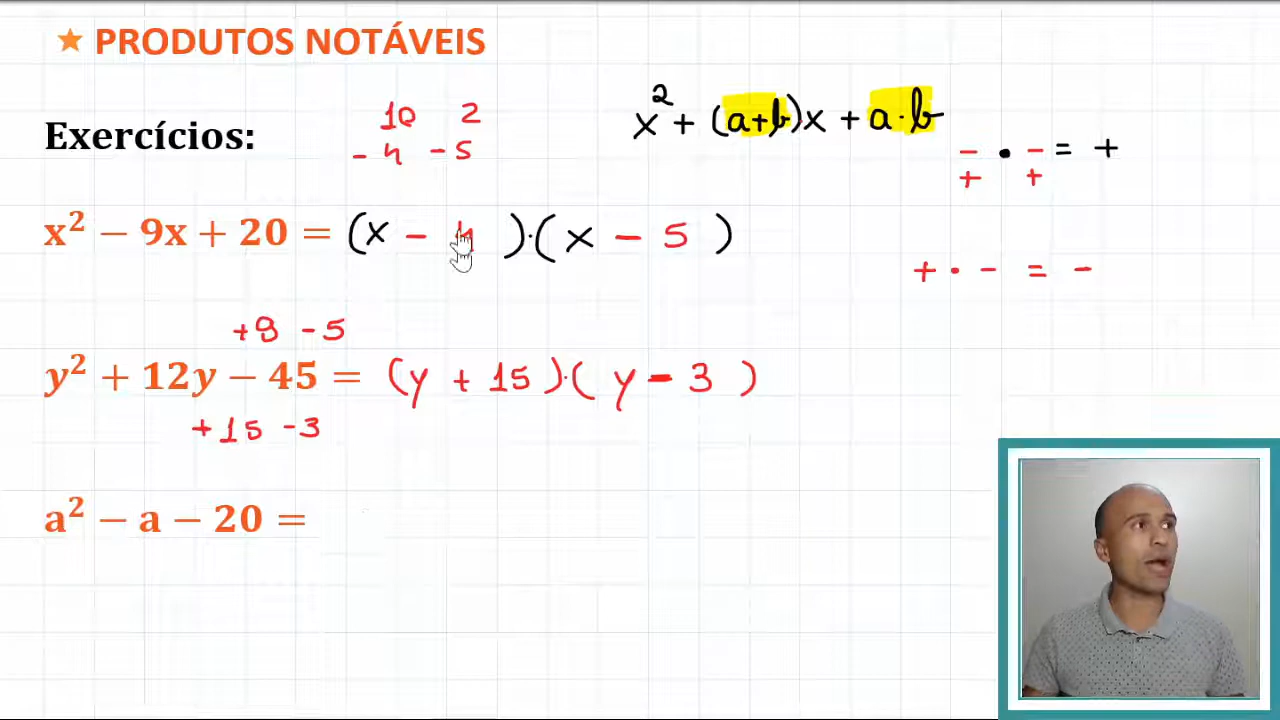 PRODUTOS NOTÁVEIS
x² + (a+b)x + a·b
Exercícios:
10 2
- 4 - 5
- · - = +
+ +
x² − 9x + 20 = (x - 4 )·( x - 5 )
+ · - = -
+9 - 5
y² + 12y − 45 = (y + 15 )·( y - 3 )
+15 -3
a² − a − 20 =